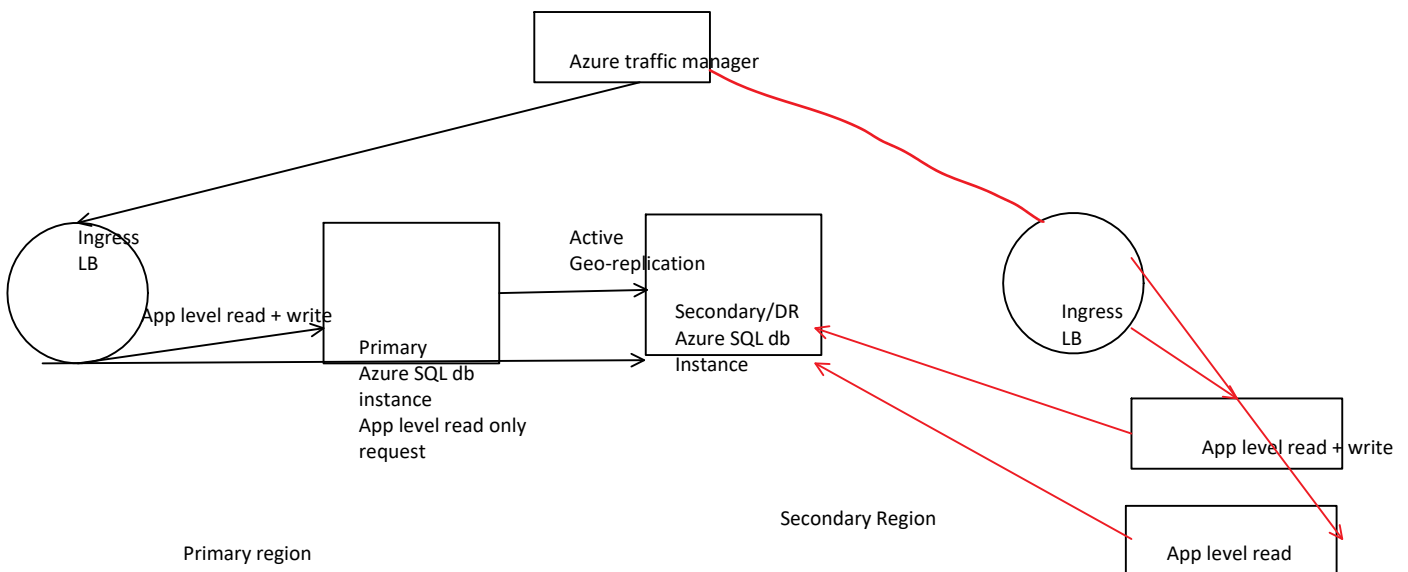 Azure traffic manager
Ingress
LB
App level read + write
Primary
Azure SQL db
instance
App level read only
request
Active
Geo-replication
Secondary/DR
Azure SQL db
Instance
Ingress
LB
App level read + write
App level read
Secondary Region
Primary region